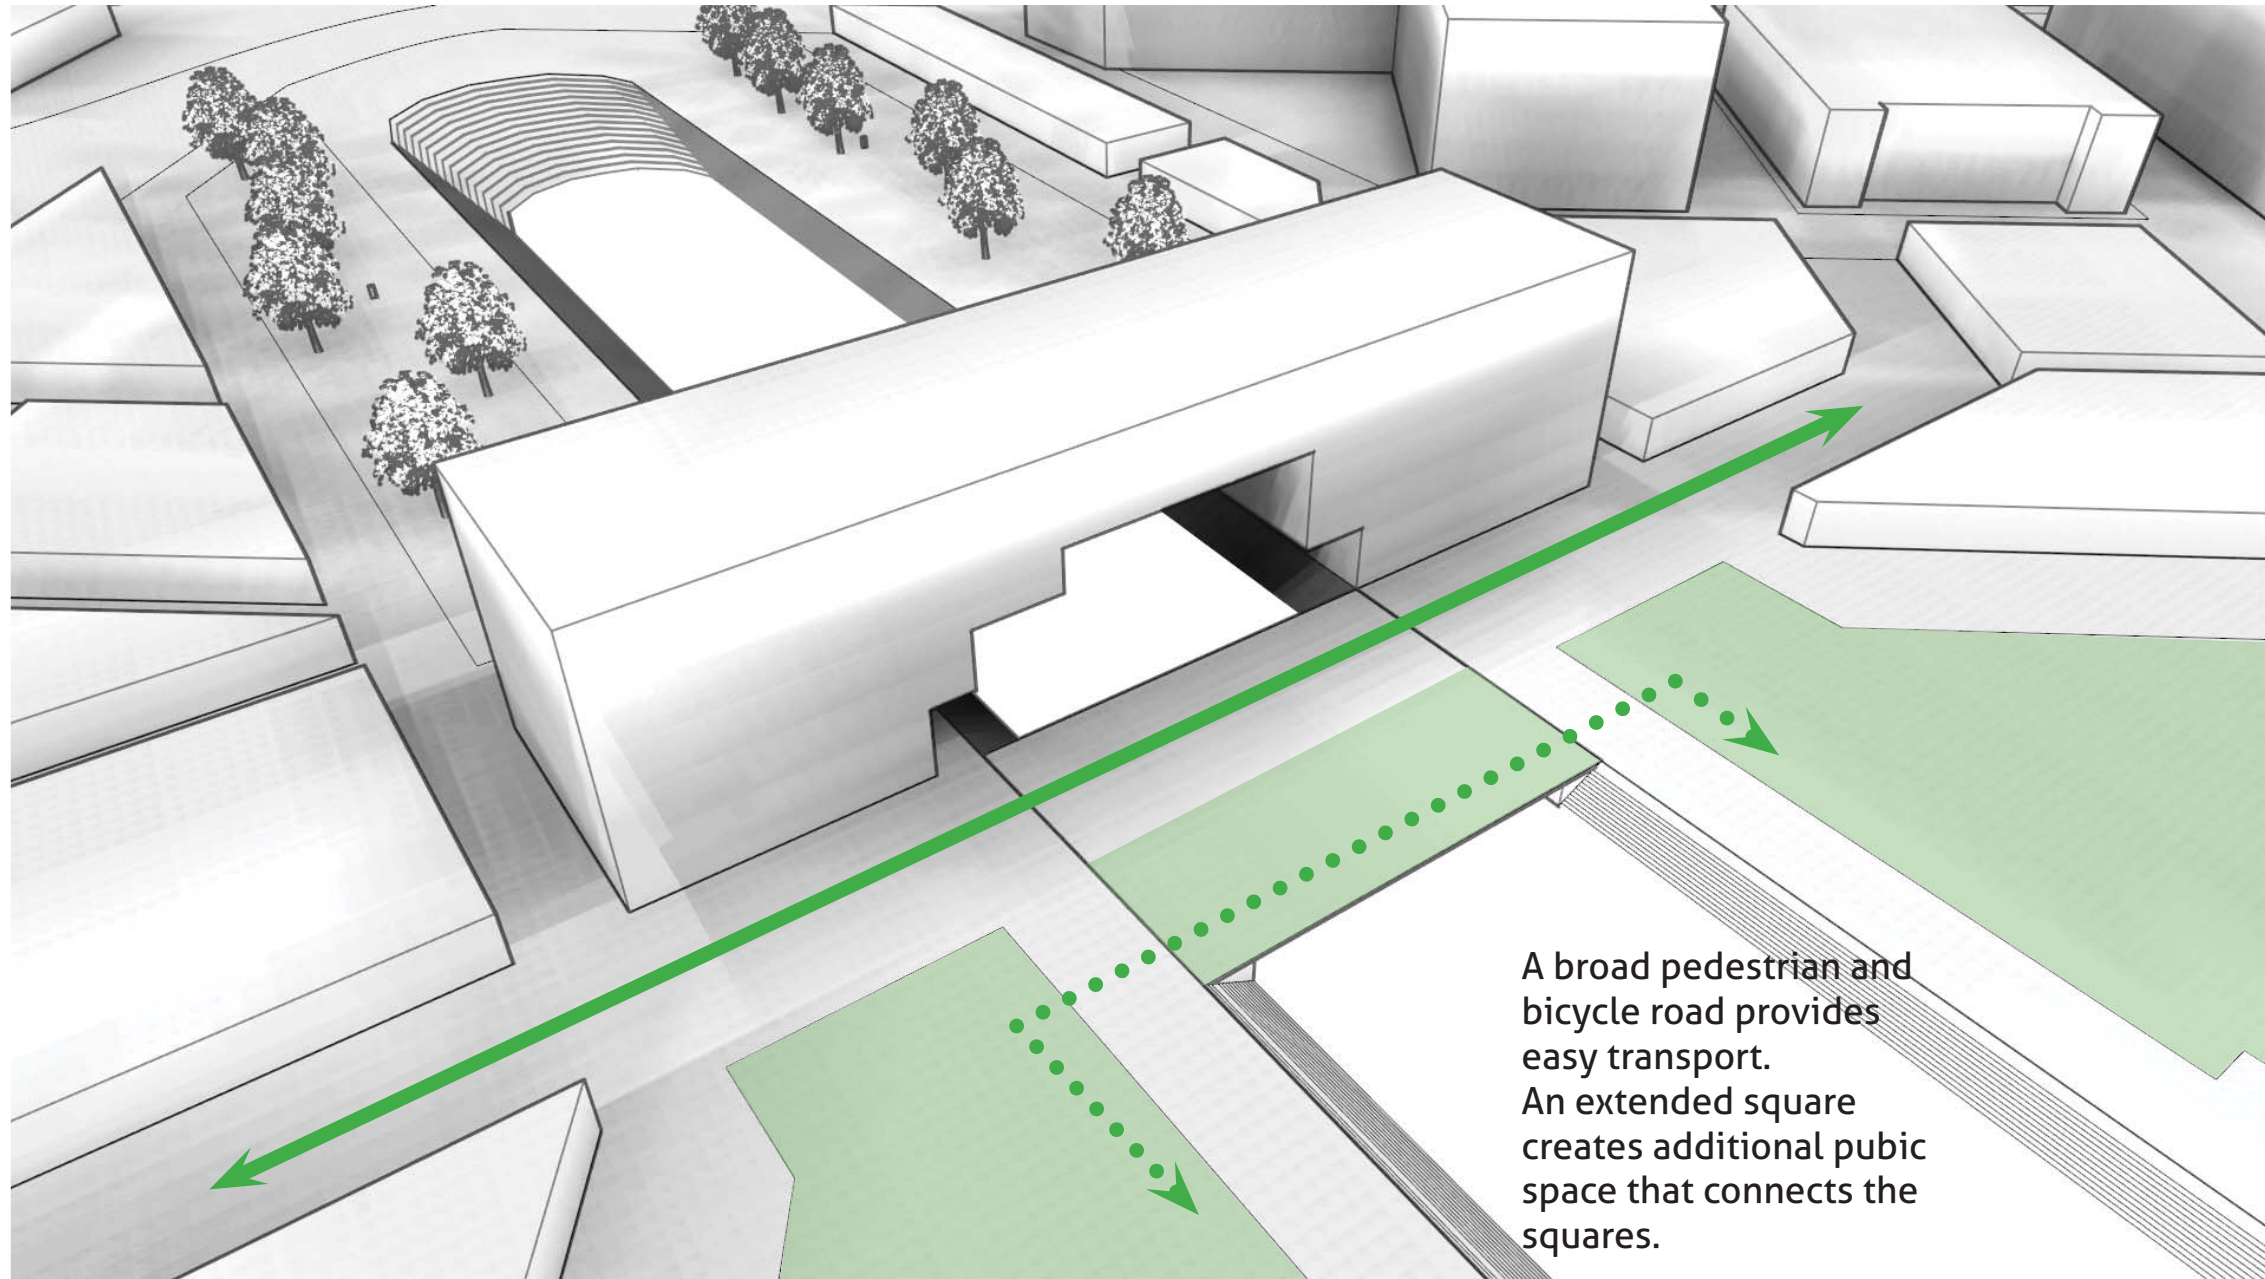 A broad pedestrian and
bicycle road provides
easy transport.
An extended square
creates additional pubic
space that connects the
squares.